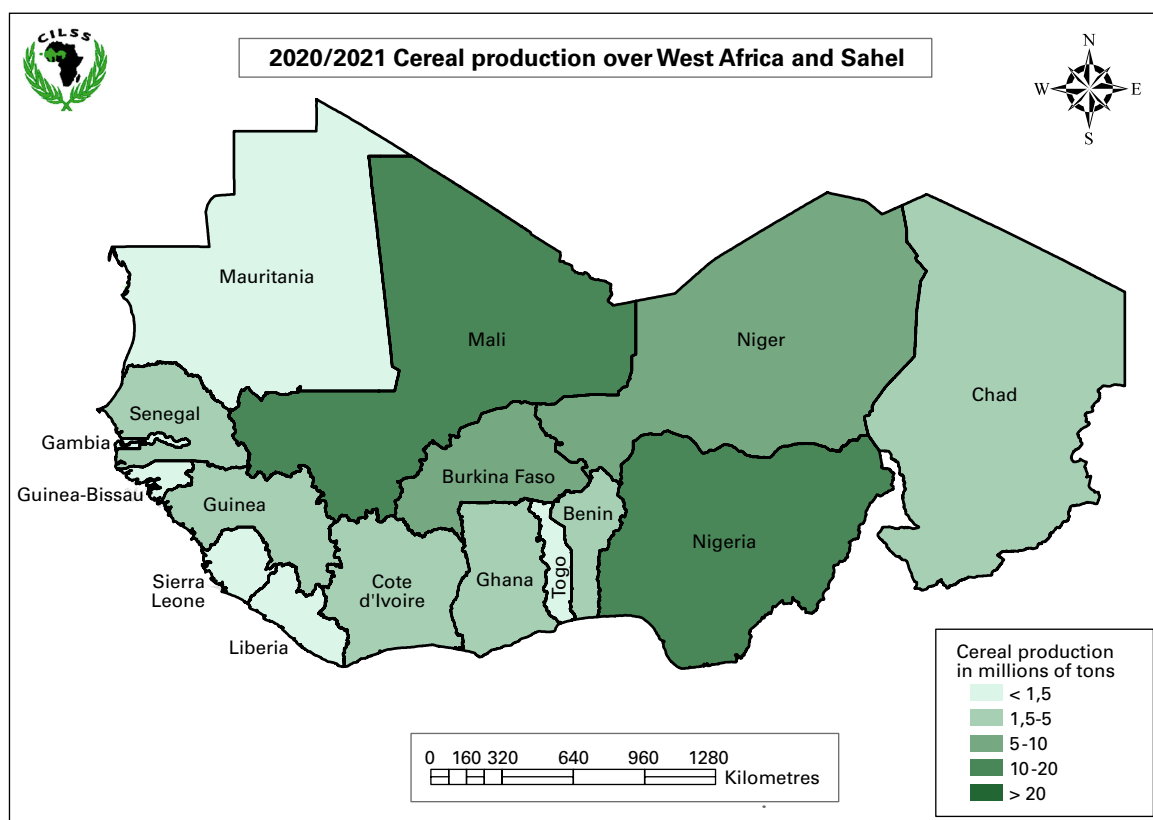 CILSS
2020/2021 Cereal production over West Africa and Sahel
N
W
E
S
Mauritania
Mali
Niger
Chad
Senegal
Gambia
Guinea-Bissau
Guinea
Burkina Faso
Benin
Nigeria
Sierra
Leone
Cote
d'Ivoire
Ghana
Togo
Liberia
Cereal production
in millions of tons
< 1,5
1,5-5
5-10
10-20
> 20
0 160 320 640 960 1280
Kilometres